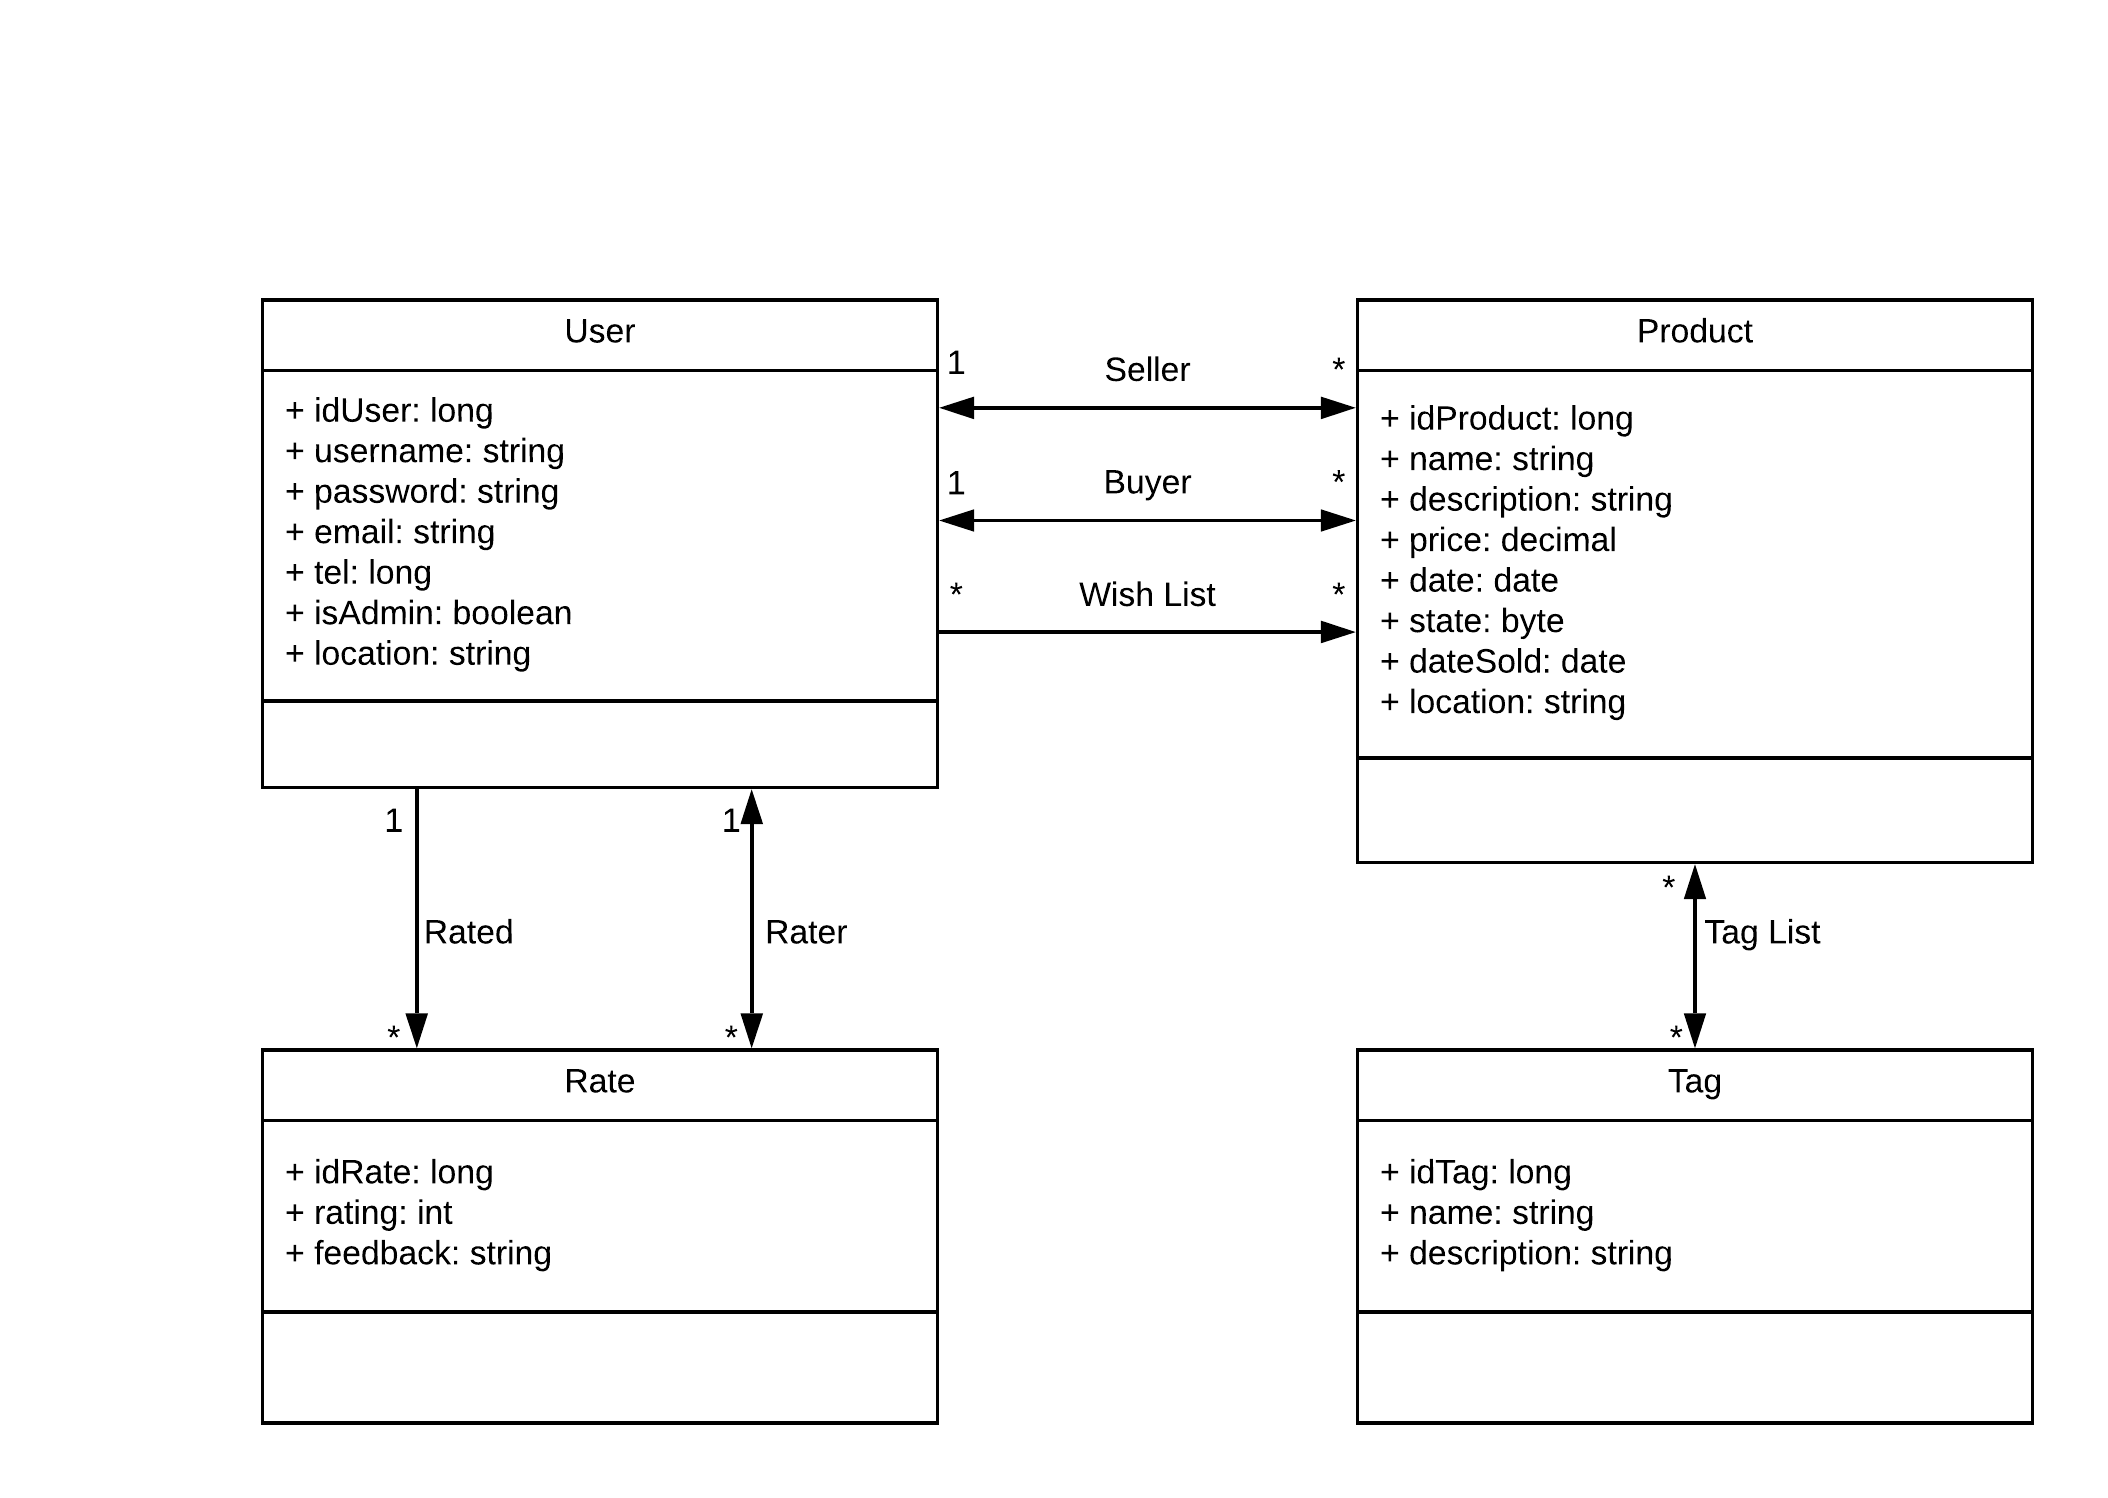 User
+ idUser: long
+ username: string
+ password: string
+ email: string
+ tel: long
+ isAdmin: boolean
+ location: string
1 Seller *
1 Buyer *
* Wish List *
Product
+ idProduct: long
+ name: string
+ description: string
+ price: decimal
+ date: date
+ state: byte
+ dateSold: date
+ location: string
1 1
Rated Rater
* *
*
Tag List
*
Rate
+ idRate: long
+ rating: int
+ feedback: string
Tag
+ idTag: long
+ name: string
+ description: string